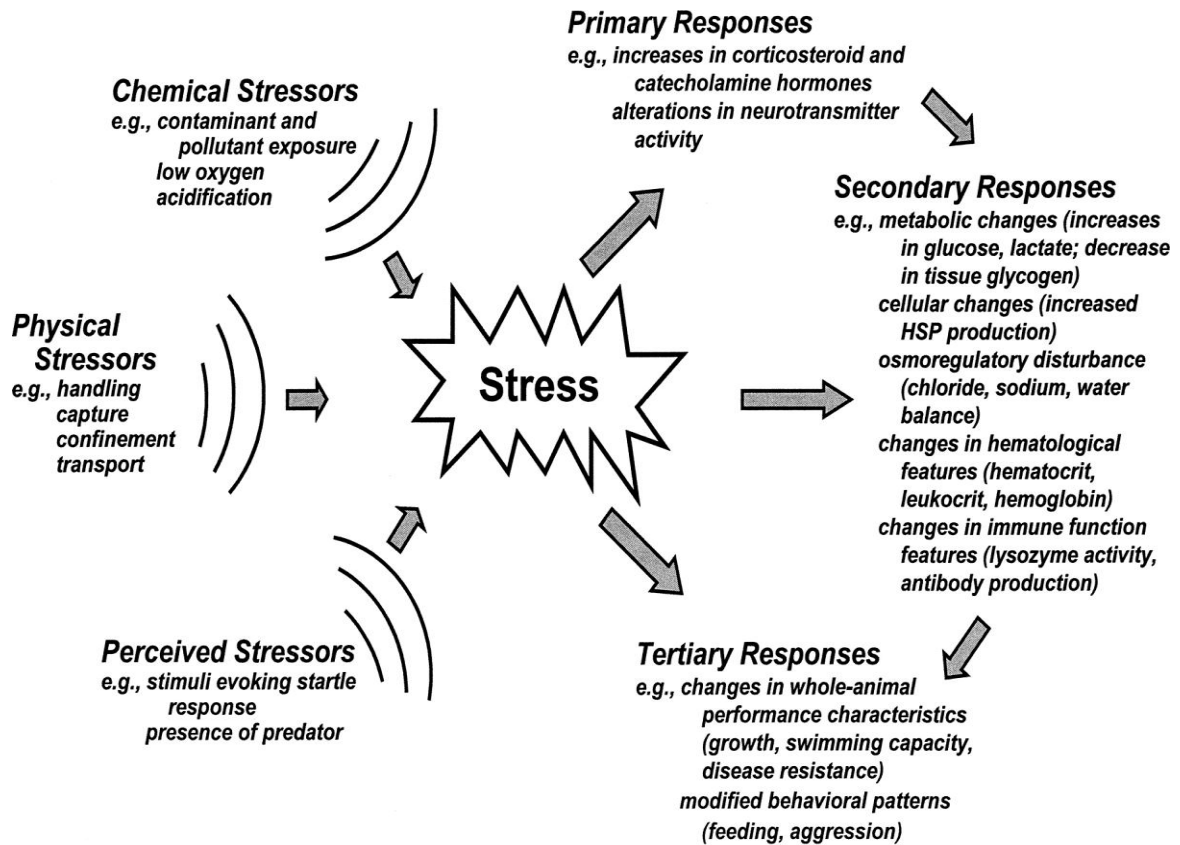 Chemical Stressors
e.g., contaminant and
pollutant exposure
low oxygen
acidification
Physical
Stressors
e.g., handling
capture
confinement
transport
Perceived Stressors
e.g., stimuli evoking startle
response
presence of predator
Stress
Primary Responses
e.g., increases in corticosteroid and
catecholamine hormones
alterations in neurotransmitter
activity
Secondary Responses
e.g., metabolic changes (increases
in glucose, lactate; decrease
in tissue glycogen)
cellular changes (increased
HSP production)
osmoregulatory disturbance
(chloride, sodium, water
balance)
changes in hematological
features (hematocrit,
leukocrit, hemoglobin)
changes in immune function
features (lysozyme activity,
antibody production)
Tertiary Responses
e.g., changes in whole-animal
performance characteristics
(growth, swimming capacity,
disease resistance)
modified behavioral patterns
(feeding, aggression)